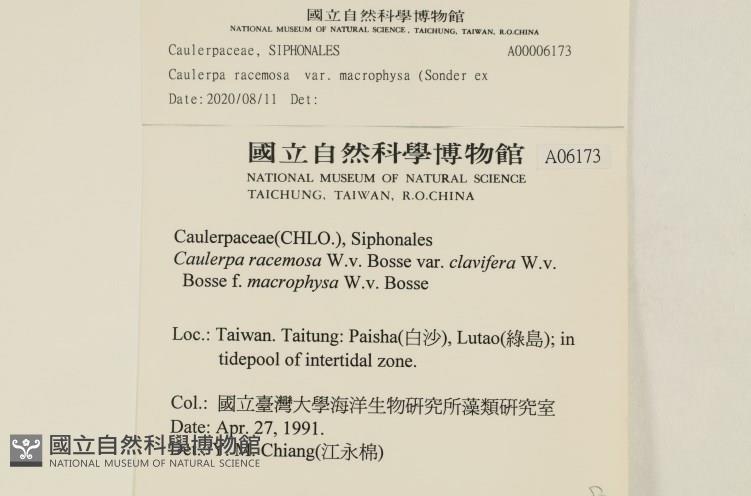 國立自然科學博物館
NATIONAL MUSEUM OF NATURAL SCIENCE, TAICHUNG, TAIWAN, R.O.CHINA
Caulerpaceae, SIPHONALES A00006173
Caulerpa racemosa var. macrophysa (Sonder ex
Date:2020/08/11 Det:
國立自然科學博物館 A06173
NATIONAL MUSEUM OF NATURAL SCIENCE
TAICHUNG, TAIWAN, R.O.CHINA
Caulerpaceae(CHLO.), Siphonales
Caulerpa racemosa W.v. Bosse var. clavifera W.v.
Bosse f. macrophysa W.v. Bosse
Loc.: Taiwan. Taitung: Paisha(白沙), Lutao(綠島); in
tidepool of intertidal zone.
Col.: 國立臺灣大學海洋生物研究所藻類研究室
Date: Apr. 27, 1991.
Det.: Y. M. Chiang(江永棉)
國立自然科學博物館
NATIONAL MUSEUM OF NATURAL SCIENCE